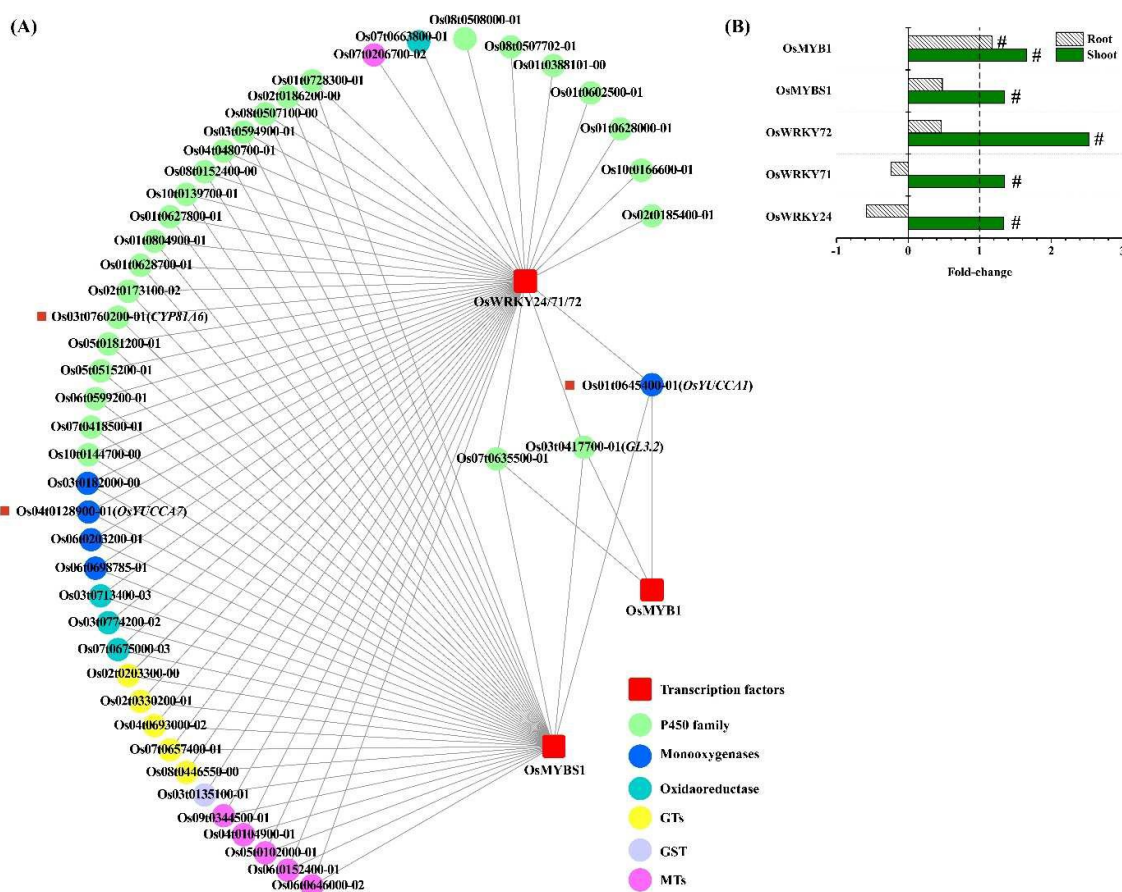 (A)
Os08t0508000-01
Os07t0663800-01
Os07t0206700-02
Os08t0507702-01
Os01t0388101-00
Os01t0728300-01
Os02t0186200-00
Os01t0602500-01
Os08t0507100-00
Os03t0594900-01
Os01t0628000-01
Os04t0480700-01
Os08t0152400-00
Os10t0166600-01
Os10t0139700-01
Os01t0627800-01
Os02t0185400-01
Os01t0804900-01
Os01t0628700-01
Os02t0173100-02
OsWRKY24/71/72
Os03t0760200-01(CYP81A6)
Os05t0181200-01
Os05t0515200-01
Os01t0645400-01(OsYUCCA1)
Os06t0599200-01
Os07t0418500-01
Os03t0417700-01(GL3.2)
Os10t0144700-00
Os07t0635500-01
Os03t0182000-00
Os04t0128900-01(OsYUCCA7)
Os06t0203200-01
Os06t0698785-01
Os03t0713400-03
OsMYB1
Os03t0774200-02
Os07t0675000-03
Os02t0203300-00
Os02t0330200-01
Os04t0693000-02
Os07t0657400-01
OsMYBS1
Os08t0446550-00
Os03t0135100-01
Os09t0344500-01
Os04t0104900-01
Os05t0102000-01
Os06t0152400-01
Os06t0646000-02
Transcription factors
P450 family
Monooxygenases
Oxidaoreductase
GTs
GST
MTs
(B)
Root
Shoot
OsMYB1
#
#
OsMYBS1
#
OsWRKY72
#
OsWRKY71
#
OsWRKY24
#
-1 0 1 2 3
Fold-change